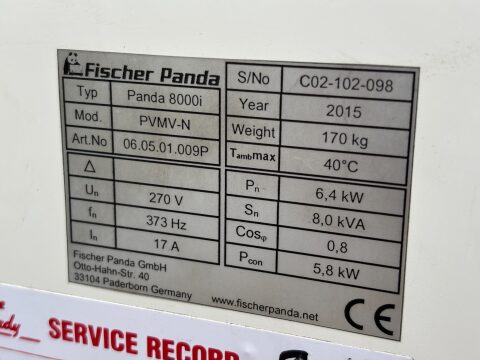 Fischer Panda
Typ Panda 8000i
Mod. PVMV-N
Art.No 06.05.01.009P
Δ
Un 270 V
fn 373 Hz
In 17 A
Fischer Panda GmbH
Otto-Hahn-Str. 40
33104 Paderborn Germany
S/No C02-102-098
Year 2015
Weight 170 kg
Tambmax 40°C
Pn 6,4 kW
Sn 8,0 kVA
Cosφ 0,8
Pcon 5,8 kW
www.fischerpanda.net
CE
SERVICE RECORD